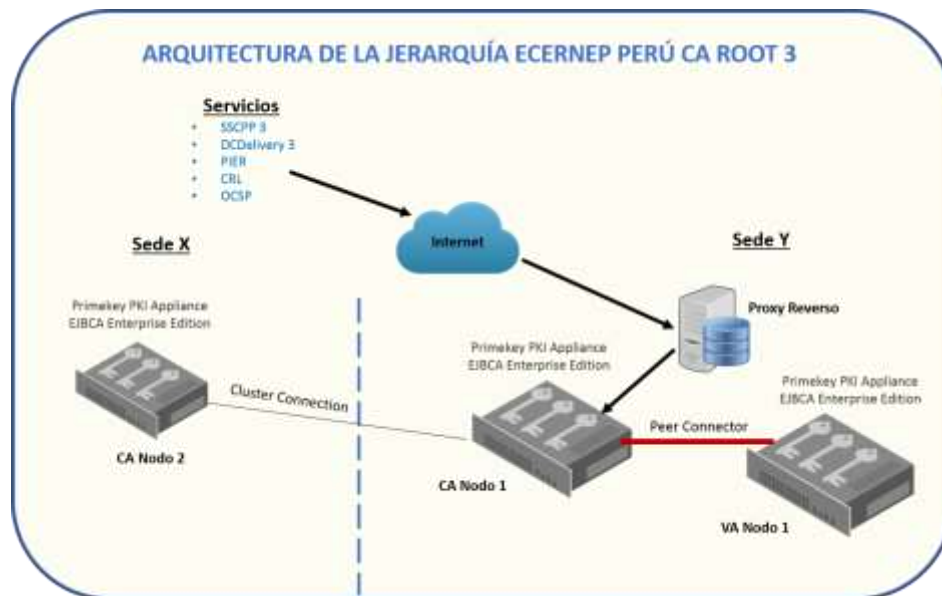 ARQUITECTURA DE LA JERARQUÍA ECERNEP PERÚ CA ROOT 3
Servicios
• SSCPP 3
• DCDelivery 3
• PIER
• CRL
• OCSP
Internet
Sede X
Sede Y
Primekey PKI Appliance
EJBCA Enterprise Edition
Proxy Reverso
Primekey PKI Appliance
EJBCA Enterprise Edition
Primekey PKI Appliance
EJBCA Enterprise Edition
Cluster Connection
Peer Connector
CA Nodo 2
CA Nodo 1
VA Nodo 1